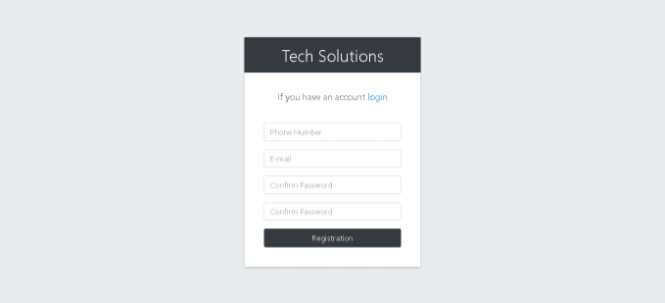 Tech Solutions
If you have an account login
Phone Number
E-mail
Confirm Password
Confirm Password
Registration